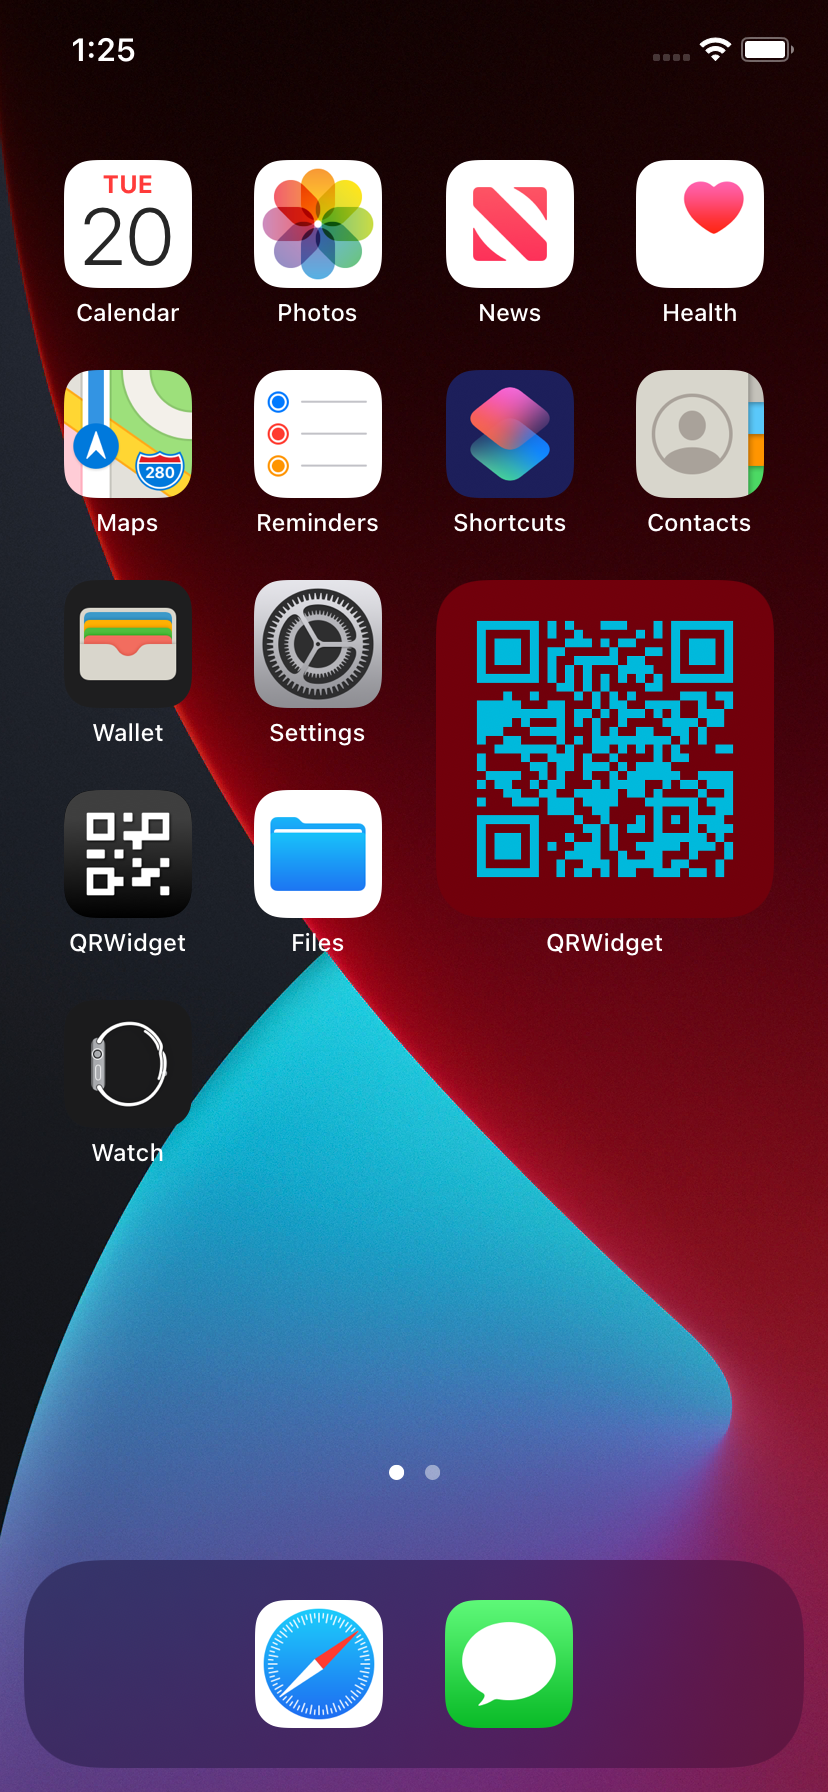 1:25
TUE
20
Calendar
Photos
News
Health
280
Maps
Reminders
Shortcuts
Contacts
Wallet
Settings
QRWidget
Files
QRWidget
Watch